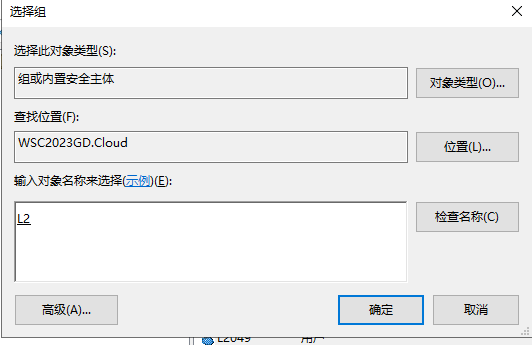 选择组
选择此对象类型(S):
组或内置安全主体
对象类型(O)...
查找位置(F):
WSC2023GD.Cloud
位置(L)...
输入对象名称来选择(示例)(E):
L2
检查名称(C)
高级(A)...
确定
取消
L2049
用户